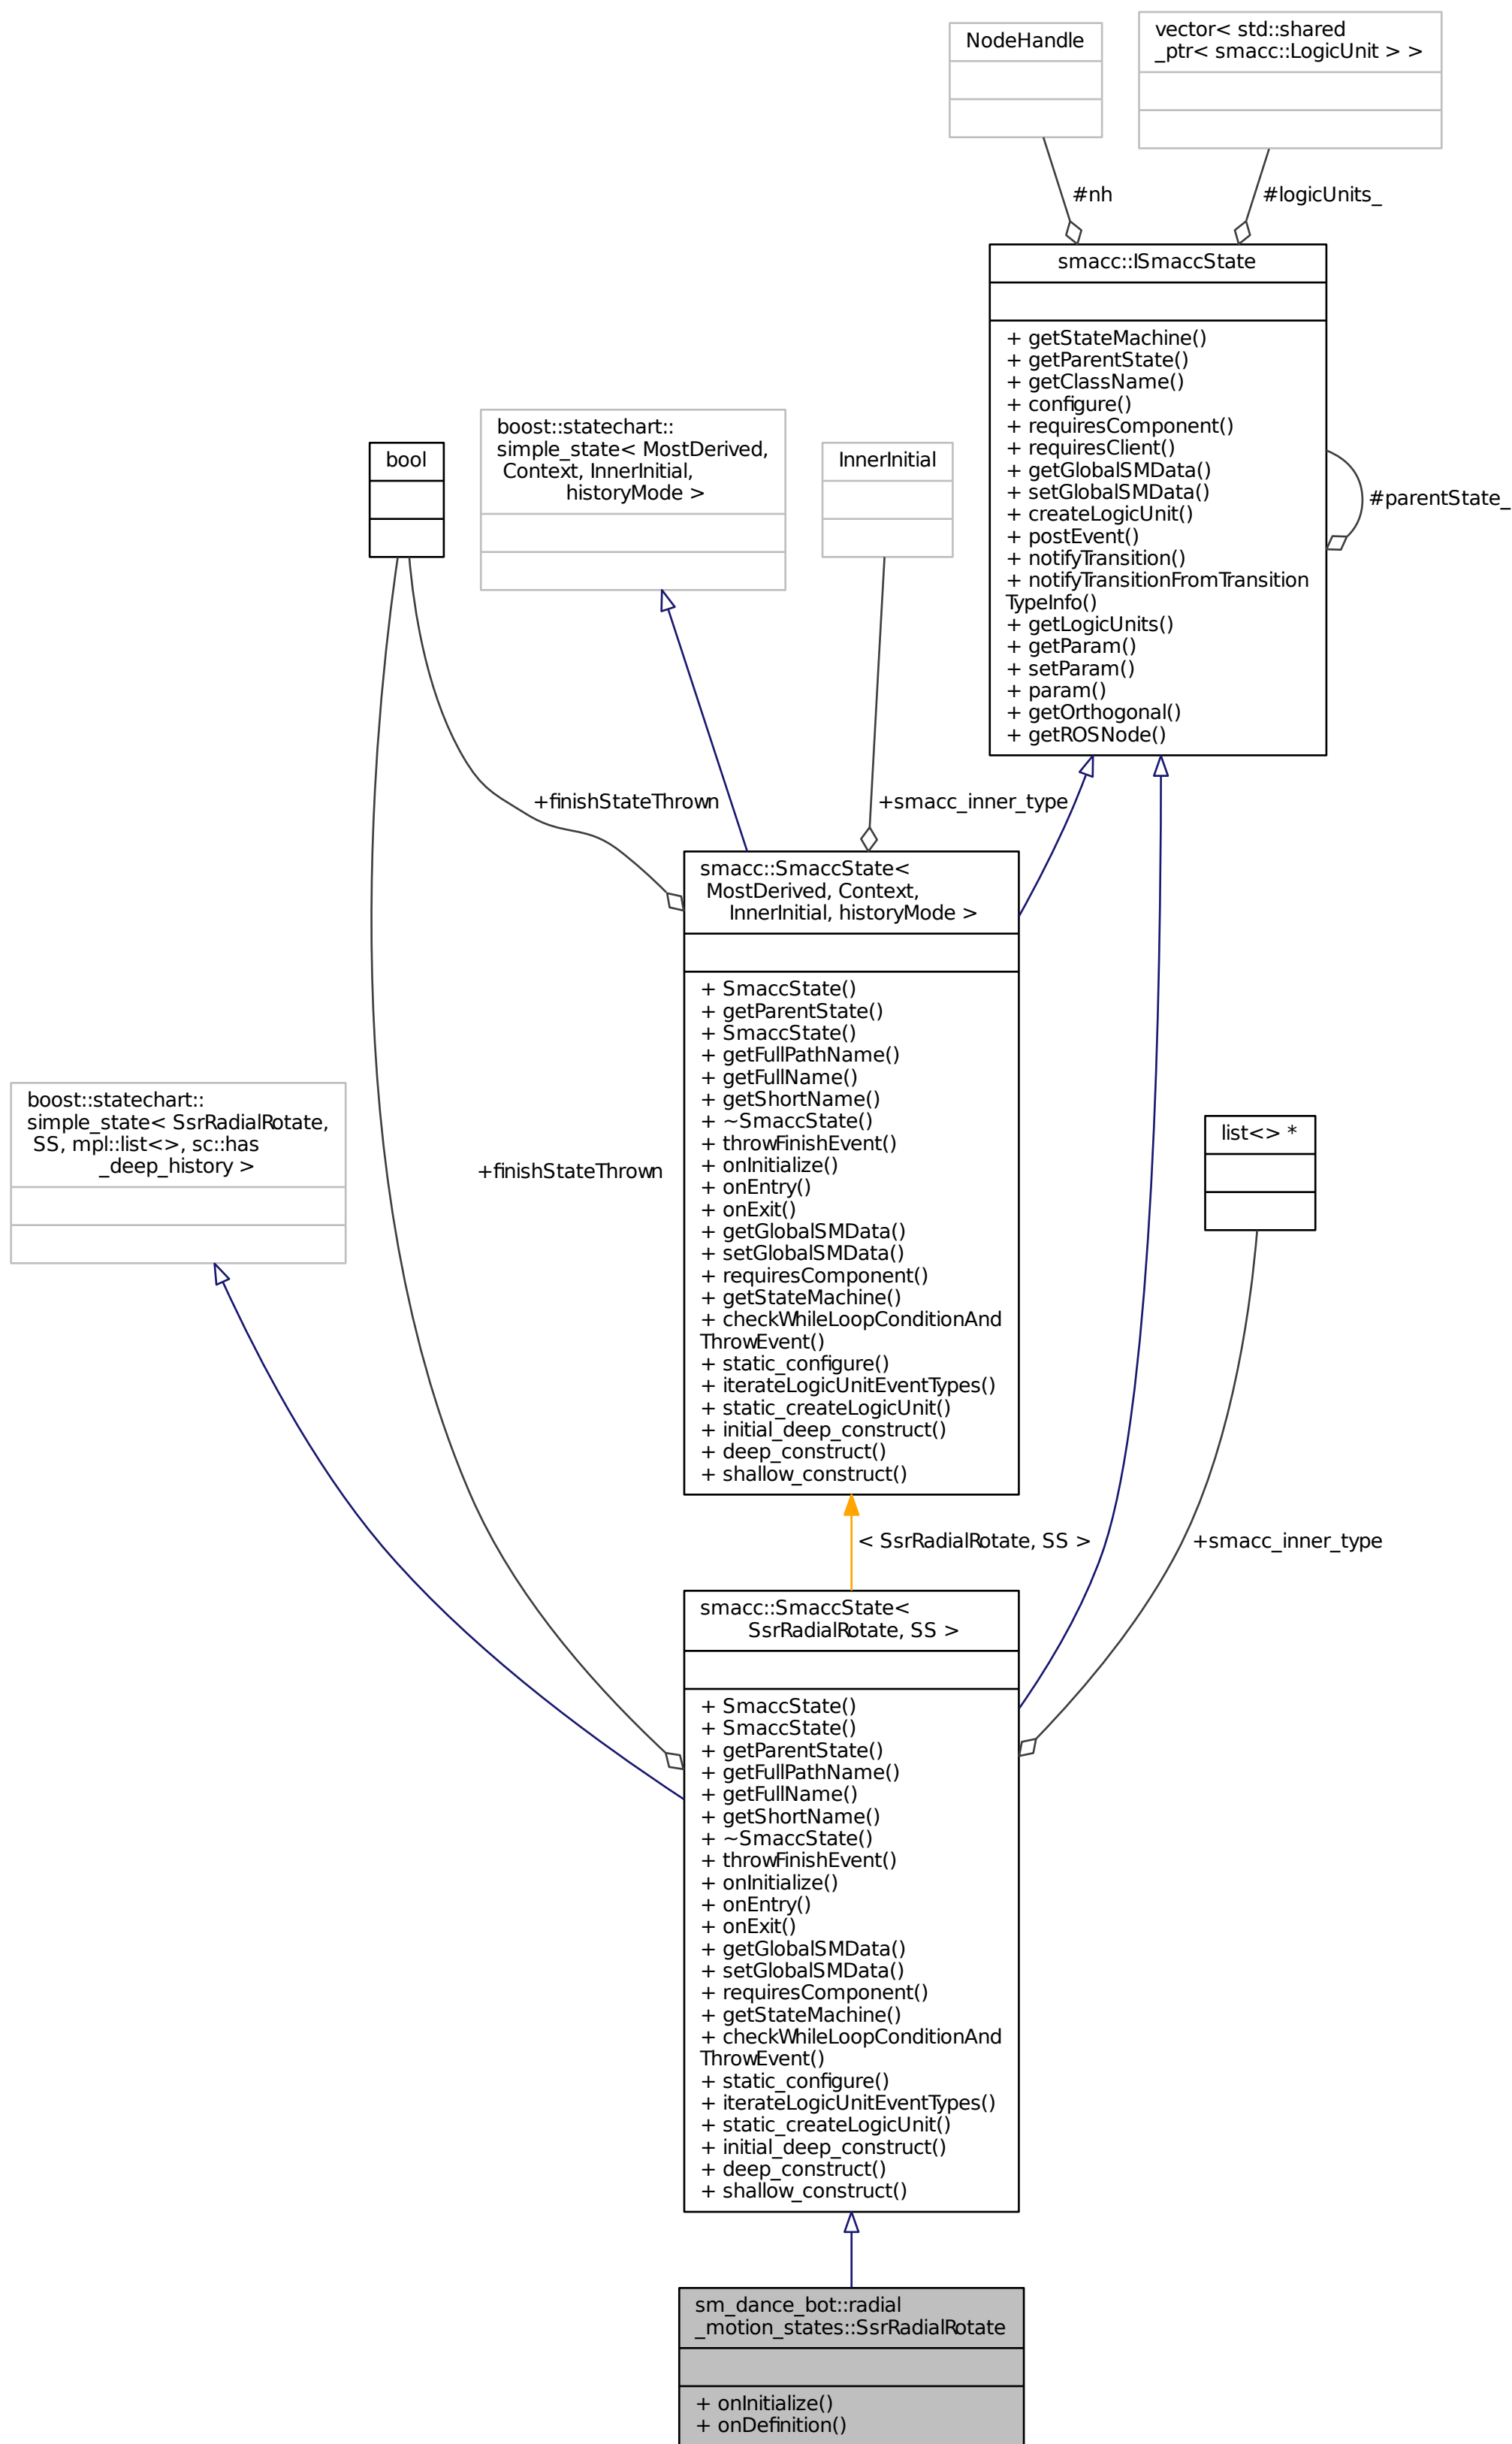 NodeHandle
vector< std::shared
_ptr< smacc::LogicUnit > >
#nh
#logicUnits_
smacc::ISmaccState
+ getStateMachine()
+ getParentState()
+ getClassName()
+ configure()
+ requiresComponent()
+ requiresClient()
+ getGlobalSMData()
+ setGlobalSMData()
+ createLogicUnit()
+ postEvent()
+ notifyTransition()
+ notifyTransitionFromTransition
TypeInfo()
+ getLogicUnits()
+ getParam()
+ setParam()
+ param()
+ getOrthogonal()
+ getROSNode()
#parentState_
bool
boost::statechart::
simple_state< MostDerived,
Context, InnerInitial,
historyMode >
InnerInitial
+finishStateThrown
+smacc_inner_type
smacc::SmaccState<
MostDerived, Context,
InnerInitial, historyMode >
+ SmaccState()
+ getParentState()
+ SmaccState()
+ getFullPathName()
+ getFullName()
+ getShortName()
+ ~SmaccState()
+ throwFinishEvent()
+ onInitialize()
+ onEntry()
+ onExit()
+ getGlobalSMData()
+ setGlobalSMData()
+ requiresComponent()
+ getStateMachine()
+ checkWhileLoopConditionAnd
ThrowEvent()
+ static_configure()
+ iterateLogicUnitEventTypes()
+ static_createLogicUnit()
+ initial_deep_construct()
+ deep_construct()
+ shallow_construct()
boost::statechart::
simple_state< SsrRadialRotate,
SS, mpl::list<>, sc::has
_deep_history >
+finishStateThrown
list<> *
< SsrRadialRotate, SS >
+smacc_inner_type
smacc::SmaccState<
SsrRadialRotate, SS >
+ SmaccState()
+ SmaccState()
+ getParentState()
+ getFullPathName()
+ getFullName()
+ getShortName()
+ ~SmaccState()
+ throwFinishEvent()
+ onInitialize()
+ onEntry()
+ onExit()
+ getGlobalSMData()
+ setGlobalSMData()
+ requiresComponent()
+ getStateMachine()
+ checkWhileLoopConditionAnd
ThrowEvent()
+ static_configure()
+ iterateLogicUnitEventTypes()
+ static_createLogicUnit()
+ initial_deep_construct()
+ deep_construct()
+ shallow_construct()
sm_dance_bot::radial
_motion_states::SsrRadialRotate
+ onInitialize()
+ onDefinition()